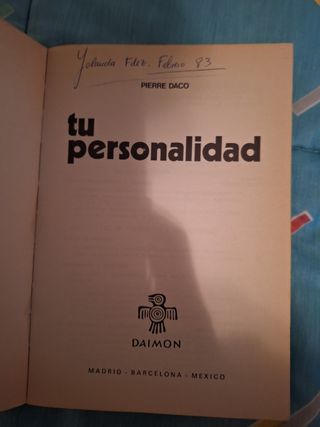 Yolanda Fdez. Febrero 83
PIERRE DACO
tu
personalidad
DAIMON
MADRID - BARCELONA - MEXICO